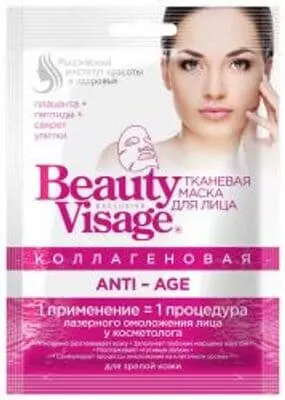 Российский
институт красоты
и здоровья
плацента +
пептиды +
секрет
улитки
Beauty
EXCLUSIVE
Visage®
ТКАНЕВАЯ
МАСКА
ДЛЯ ЛИЦА
КОЛЛАГЕНОВАЯ
ANTI - AGE
1 применение = 1 процедура
лазерного омоложения лица
у косметолога
для зрелой кожи